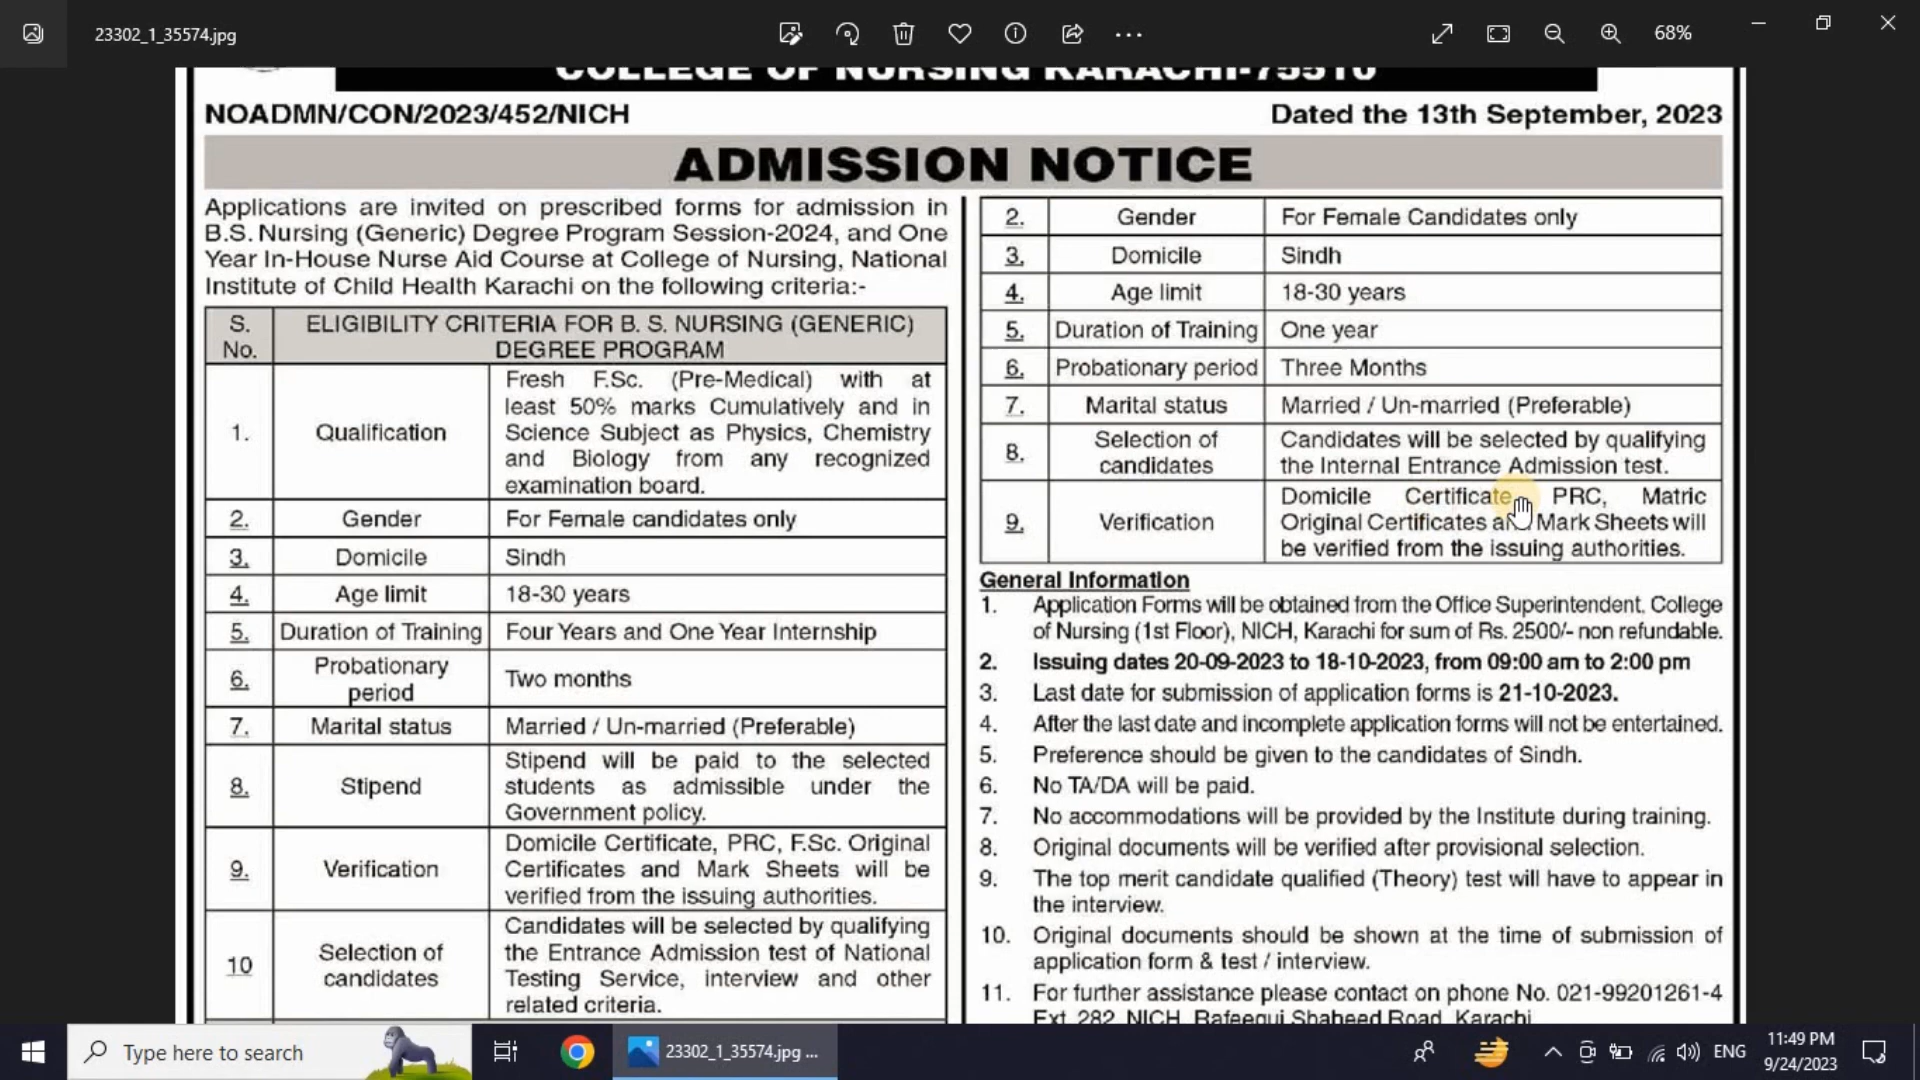 23302_1_35574.jpg
68%
COLLEGE OF NURSING KARACHI-75510
NOADMN/CON/2023/452/NICH
Dated the 13th September, 2023
ADMISSION NOTICE
Applications are invited on prescribed forms for admission in
B.S. Nursing (Generic) Degree Program Session-2024, and One
Year In-House Nurse Aid Course at College of Nursing, National
Institute of Child Health Karachi on the following criteria:-
S. No. ELIGIBILITY CRITERIA FOR B. S. NURSING (GENERIC)
DEGREE PROGRAM
1. Qualification Fresh F.Sc. (Pre-Medical) with at
least 50% marks Cumulatively and in
Science Subject as Physics, Chemistry
and Biology from any recognized
examination board.
2. Gender For Female candidates only
3. Domicile Sindh
4. Age limit 18-30 years
5. Duration of Training Four Years and One Year Internship
6. Probationary period Two months
7. Marital status Married / Un-married (Preferable)
8. Stipend Stipend will be paid to the selected
students as admissible under the
Government policy.
9. Verification Domicile Certificate, PRC, F.Sc. Original
Certificates and Mark Sheets will be
verified from the issuing authorities.
10 Selection of candidates Candidates will be selected by qualifying
the Entrance Admission test of National
Testing Service, interview and other
related criteria.
2. Gender For Female Candidates only
3. Domicile Sindh
4. Age limit 18-30 years
5. Duration of Training One year
6. Probationary period Three Months
7. Marital status Married / Un-married (Preferable)
8. Selection of candidates Candidates will be selected by qualifying
the Internal Entrance Admission test.
9. Verification Domicile Certificate PRC, Matric
Original Certificates and Mark Sheets will
be verified from the issuing authorities.
General Information
1. Application Forms will be obtained from the Office Superintendent, College
of Nursing (1st Floor), NICH, Karachi for sum of Rs. 2500/- non refundable.
2. Issuing dates 20-09-2023 to 18-10-2023, from 09:00 am to 2:00 pm
3. Last date for submission of application forms is 21-10-2023.
4. After the last date and incomplete application forms will not be entertained.
5. Preference should be given to the candidates of Sindh.
6. No TA/DA will be paid.
7. No accommodations will be provided by the Institute during training.
8. Original documents will be verified after provisional selection.
9. The top merit candidate qualified (Theory) test will have to appear in
the interview.
10. Original documents should be shown at the time of submission of
application form & test / interview.
11. For further assistance please contact on phone No. 021-99201261-4
Ext. 282, NICH, Rafeequi Shaheed Road, Karachi
Type here to search
23302_1_35574.jpg ...
ENG
11:49 PM
9/24/2023